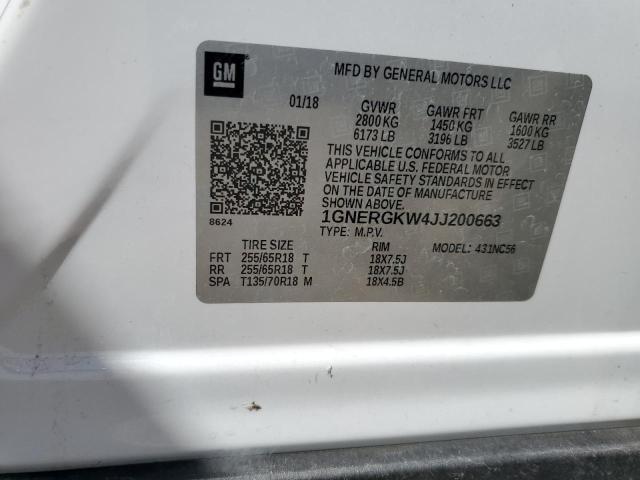 GM
MFD BY GENERAL MOTORS LLC
01/18 GVWR GAWR FRT GAWR RR
2800 KG 1450 KG 1600 KG
6173 LB 3196 LB 3527 LB
THIS VEHICLE CONFORMS TO ALL
APPLICABLE U.S. FEDERAL MOTOR
VEHICLE SAFETY STANDARDS IN EFFECT
ON THE DATE OF MANUFACTURE
SHOWN ABOVE.
8624
1GNERGKW4JJ200663
TYPE: M.P.V. MODEL: 431NC56
TIRE SIZE RIM
FRT 255/65R18 T 18X7.5J
RR 255/65R18 T 18X7.5J
SPA T135/70R18 M 18X4.5B